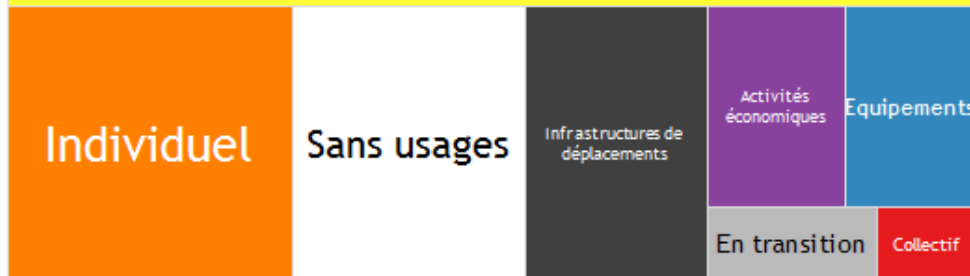 Individuel
Sans usages
Infrastructures de
déplacements
Activités
économiques
Equipements
En transition
Collectif